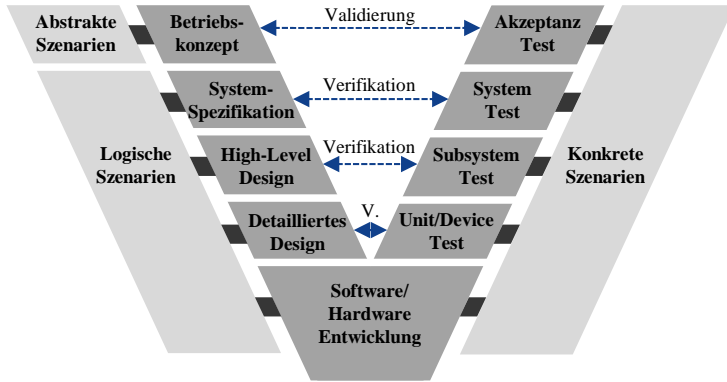 Abstrakte
Szenarien
Betriebs-
konzept
Validierung
Akzeptanz
Test
System-
Spezifikation
Verifikation
System
Test
Logische
Szenarien
High-Level
Design
Verifikation
Subsystem
Test
Konkrete
Szenarien
Detailliertes
Design
V.
Unit/Device
Test
Software/
Hardware
Entwicklung